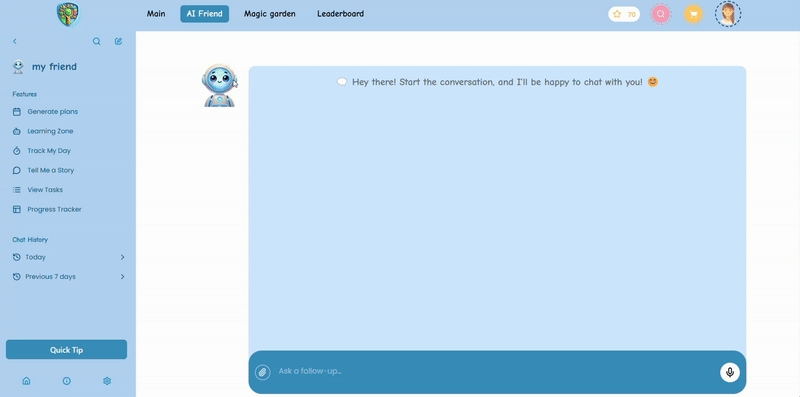 Main
AI Friend
Magic garden
Leaderboard
70
my friend
Features
Generate plans
Learning Zone
Track My Day
Tell Me a Story
View Tasks
Progress Tracker
Chat History
Today
Previous 7 days
Quick Tip
Hey there! Start the conversation, and I'll be happy to chat with you! 😊
Ask a follow-up...